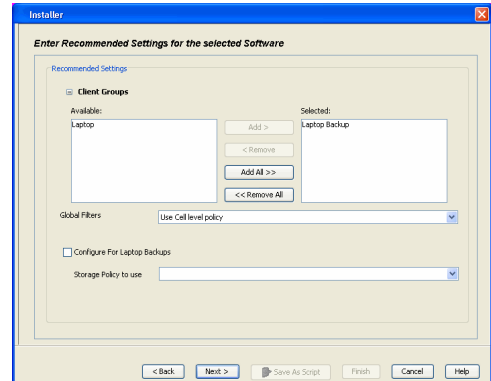 Installer
Enter Recommended Settings for the selected Software
Recommended Settings
Client Groups
Available:
Selected:
Laptop
Laptop Backup
Add >
< Remove
Add All >>
<< Remove All
Global Filters
Use Cell level policy
Configure For Laptop Backups
Storage Policy to use
< Back
Next >
Save As Script
Finish
Cancel
Help